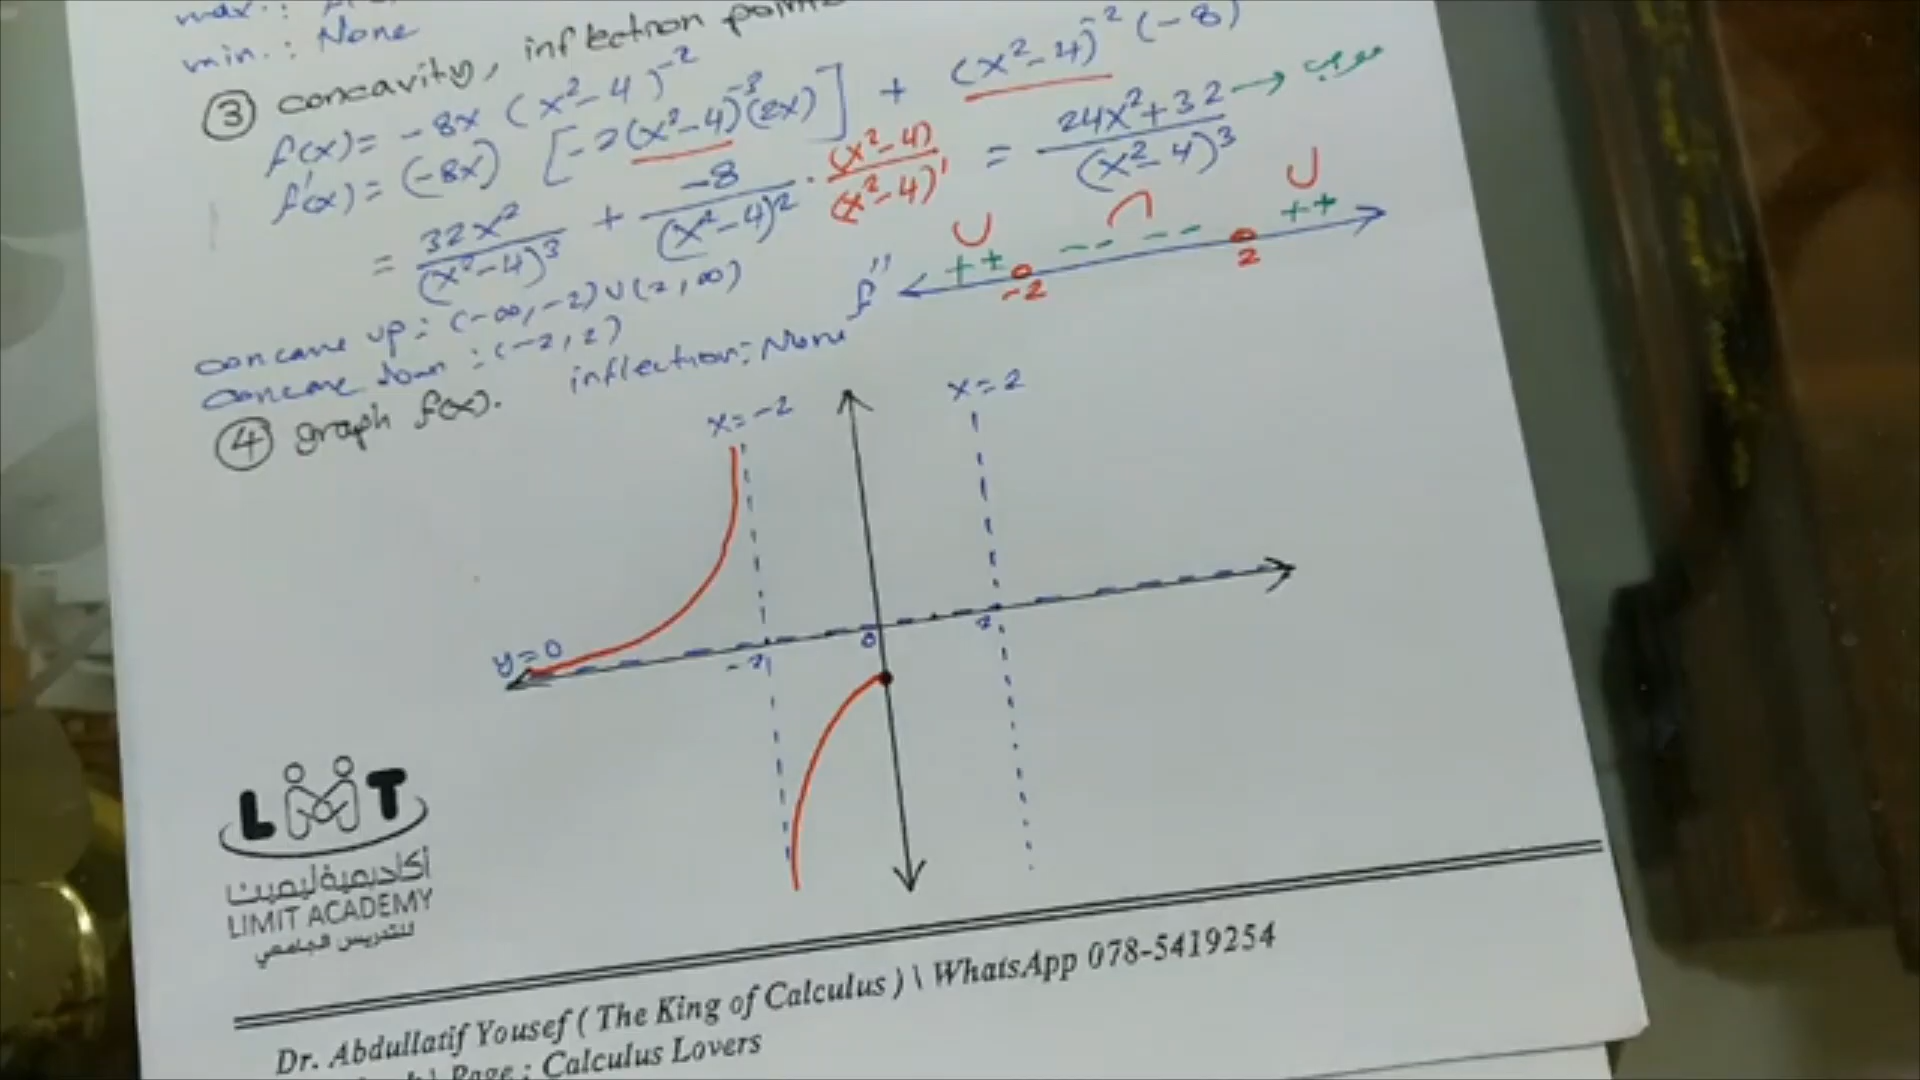 max.:
min.: None
③ concavity, inflection point
f'(x) = -8x (x²-4)⁻²
f''(x) = (-8x) [-2(x²-4)⁻³(2x)] + (x²-4)⁻²(-8)
= 32x²/(x²-4)³ + -8/(x²-4)² · (x²-4)/(x²-4)¹ = 24x²+32/(x²-4)³ → موجب
∪ ∩ ∪
f'' ++ -- -- ++
-2 2
concave up: (-∞,-2)∪(2,∞)
concave down: (-2,2) inflection: None
④ graph f(x).
x=-2 x=2
y=0 -2 0 2
LIMIT
أكاديمية ليميت
LIMIT ACADEMY
للتدريس الجامعي
Dr. Abdullatif Yousef ( The King of Calculus ) \ WhatsApp 078-5419254
\ Page : Calculus Lovers